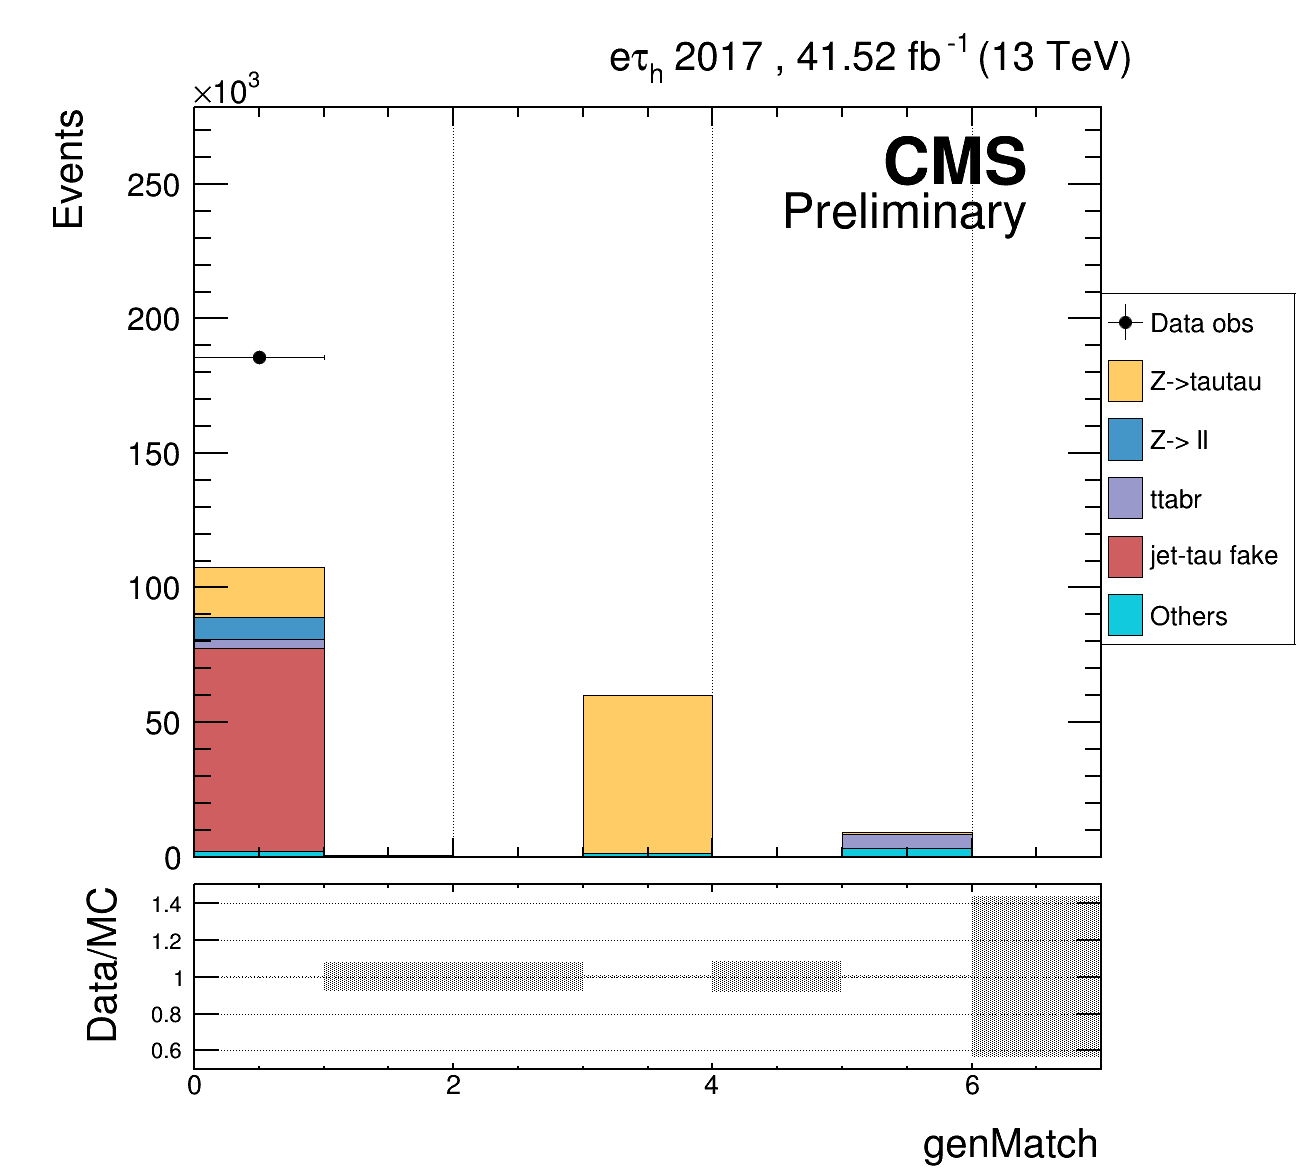 eτh 2017 , 41.52 fb-1 (13 TeV)
×103
Events
CMS
Preliminary
250
200
150
100
50
0
Data obs
Z->tautau
Z-> ll
ttabr
jet-tau fake
Others
Data/MC
1.4
1.2
1
0.8
0.6
0 2 4 6
genMatch